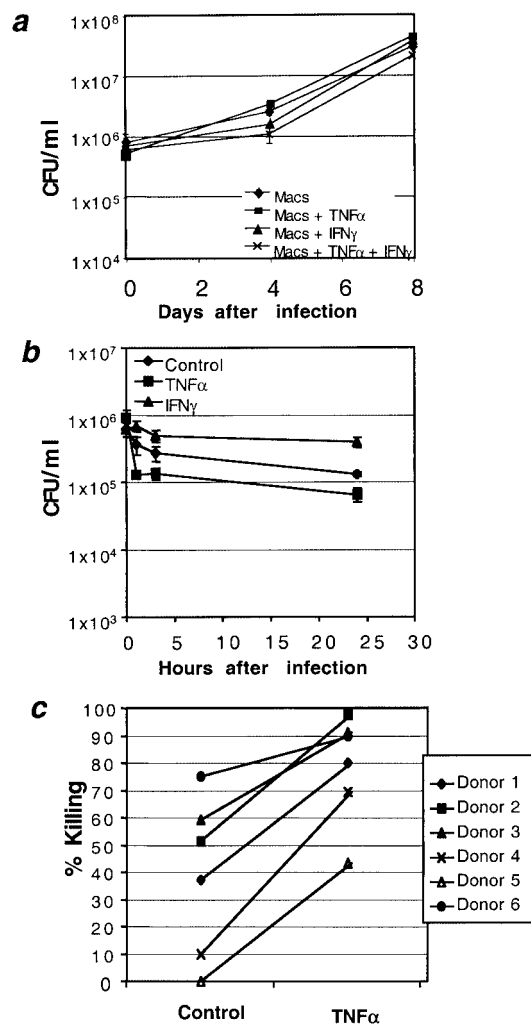 a
1x10⁸
1x10⁷
1x10⁶
1x10⁵
1x10⁴
CFU/ml
Macs
Macs + TNFα
Macs + IFNγ
Macs + TNFα + IFNγ
0 2 4 6 8
Days after infection
b
1x10⁷
1x10⁶
1x10⁵
1x10⁴
1x10³
CFU/ml
Control
TNFα
IFNγ
0 5 10 15 20 25 30
Hours after infection
c
100
90
80
70
60
50
40
30
20
10
0
% Killing
Donor 1
Donor 2
Donor 3
Donor 4
Donor 5
Donor 6
Control TNFα